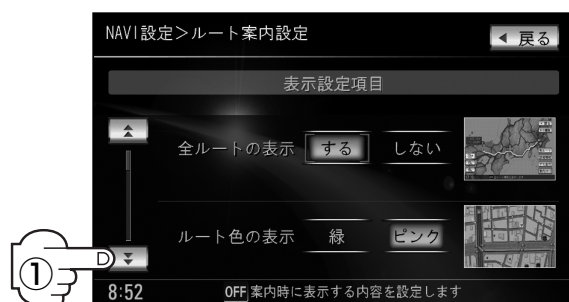 NAVI設定＞ルート案内設定
◀ 戻る
表示設定項目
全ルートの表示 する しない
ルート色の表示 緑 ピンク
①
8:52 OFF 案内時に表示する内容を設定します